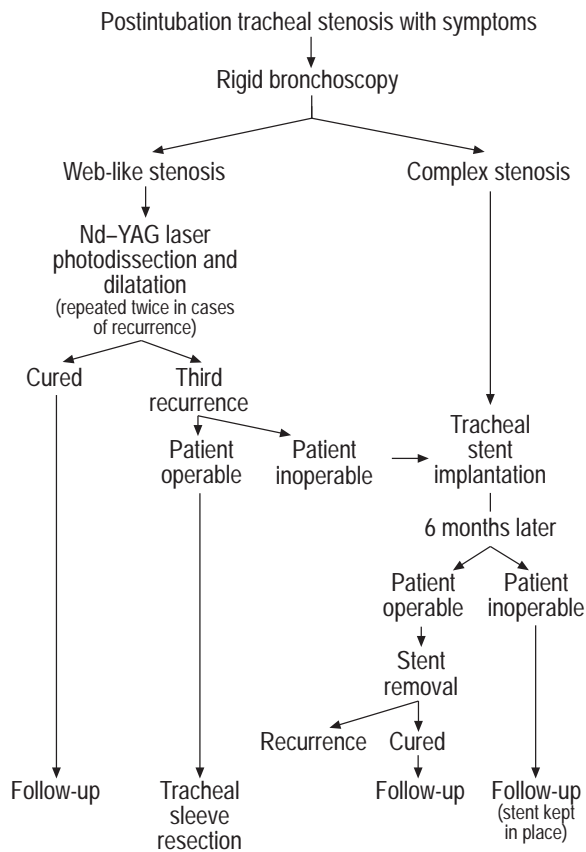 Postintubation tracheal stenosis with symptoms
Rigid bronchoscopy
Web-like stenosis
Complex stenosis
Nd–YAG laser
photodissection and
dilatation
(repeated twice in cases
of recurrence)
Cured
Third
recurrence
Patient
operable
Patient
inoperable
Tracheal
stent
implantation
6 months later
Patient
operable
Patient
inoperable
Stent
removal
Recurrence
Cured
Follow-up
Tracheal
sleeve
resection
Follow-up
Follow-up
(stent kept
in place)